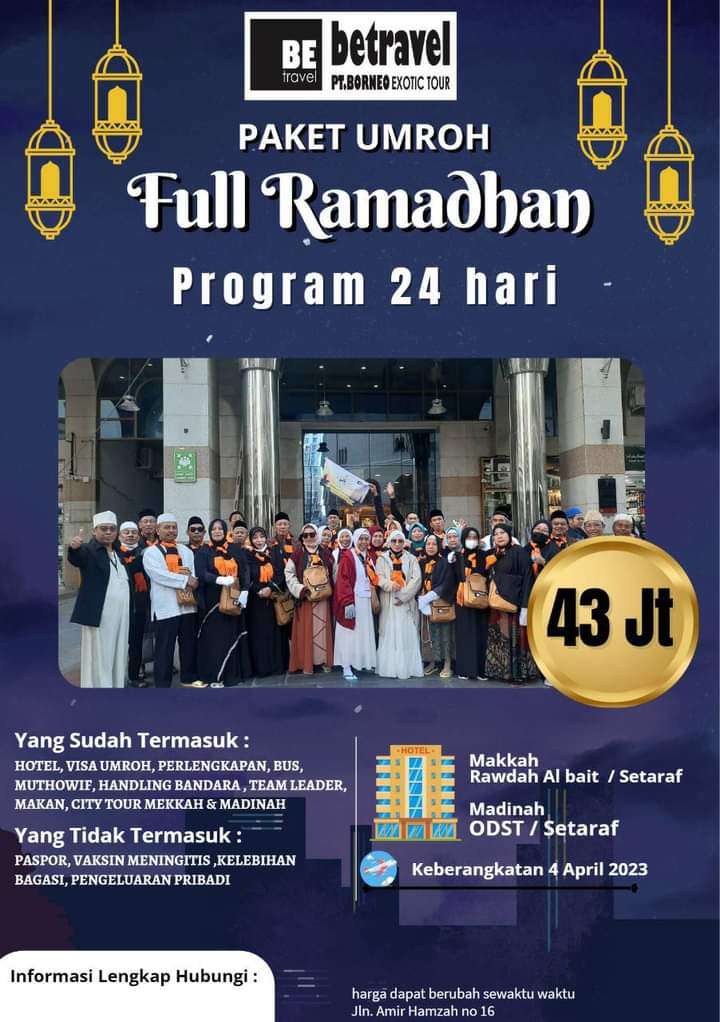 BE
travel
betravel
PT.BORNEO EXOTIC TOUR
PAKET UMROH
Full Ramadhan
Program 24 hari
43 Jt
Yang Sudah Termasuk :
HOTEL, VISA UMROH, PERLENGKAPAN, BUS,
MUTHOWIF, HANDLING BANDARA , TEAM LEADER,
MAKAN, CITY TOUR MEKKAH & MADINAH
Yang Tidak Termasuk :
PASPOR, VAKSIN MENINGITIS ,KELEBIHAN
BAGASI, PENGELUARAN PRIBADI
HOTEL
Makkah
Rawdah Al bait / Setaraf
Madinah
ODST / Setaraf
Keberangkatan 4 April 2023
Informasi Lengkap Hubungi :
harga dapat berubah sewaktu waktu
Jln. Amir Hamzah no 16